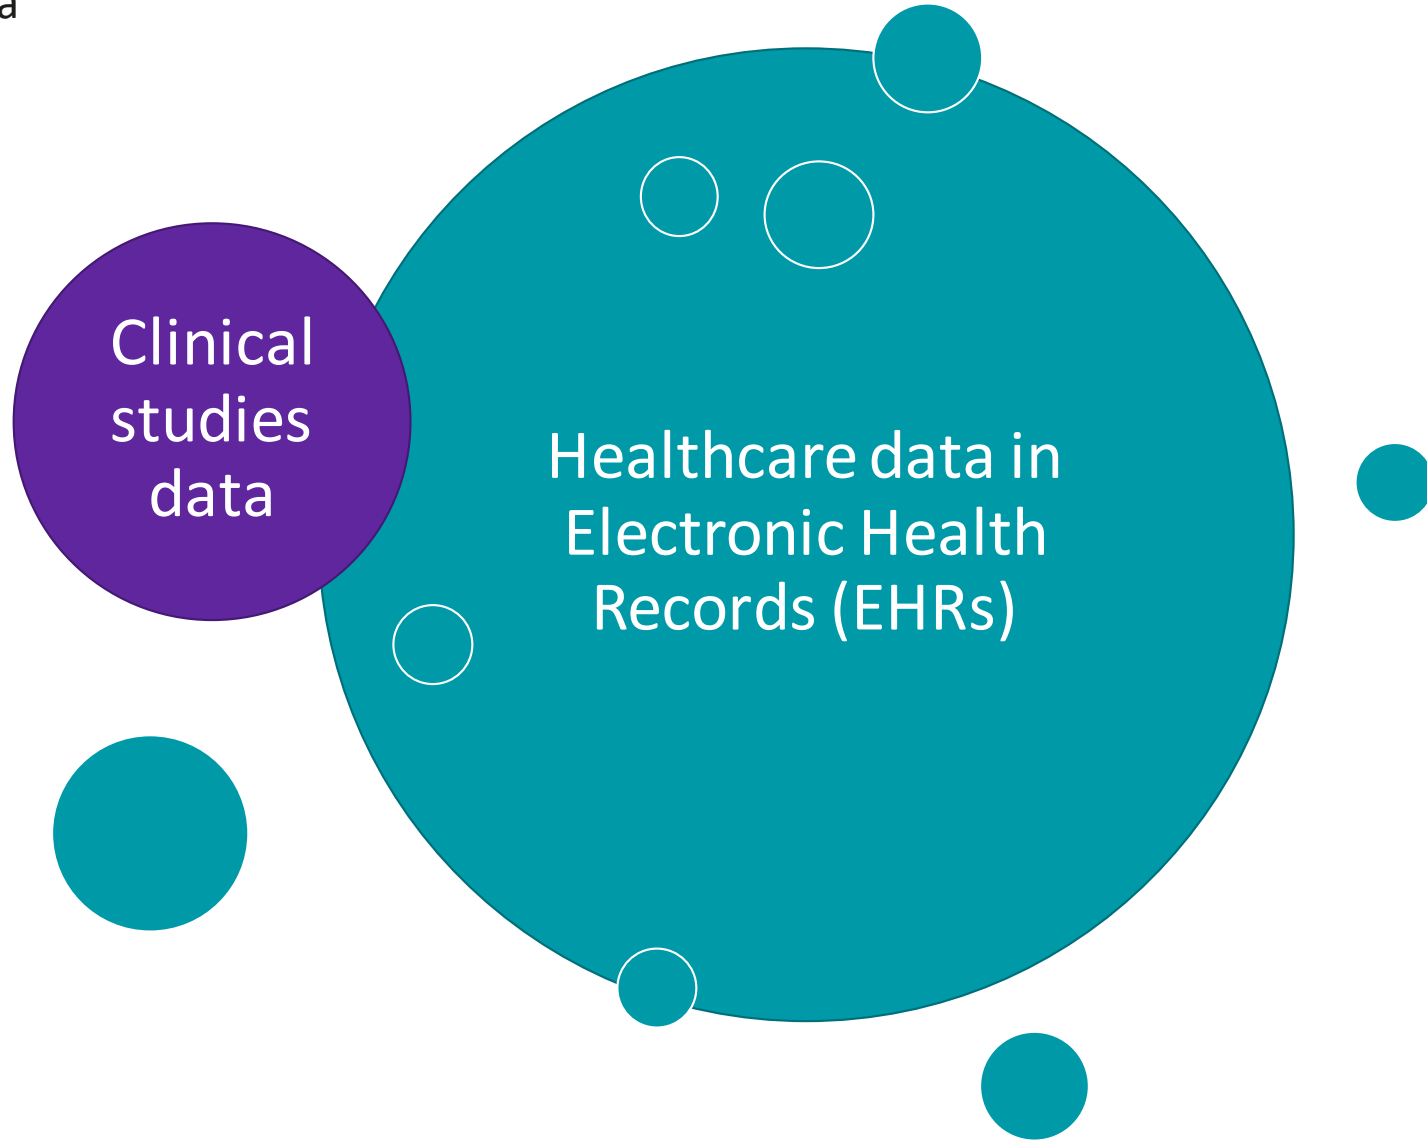 a
Clinical
studies
data
Healthcare data in
Electronic Health
Records (EHRs)